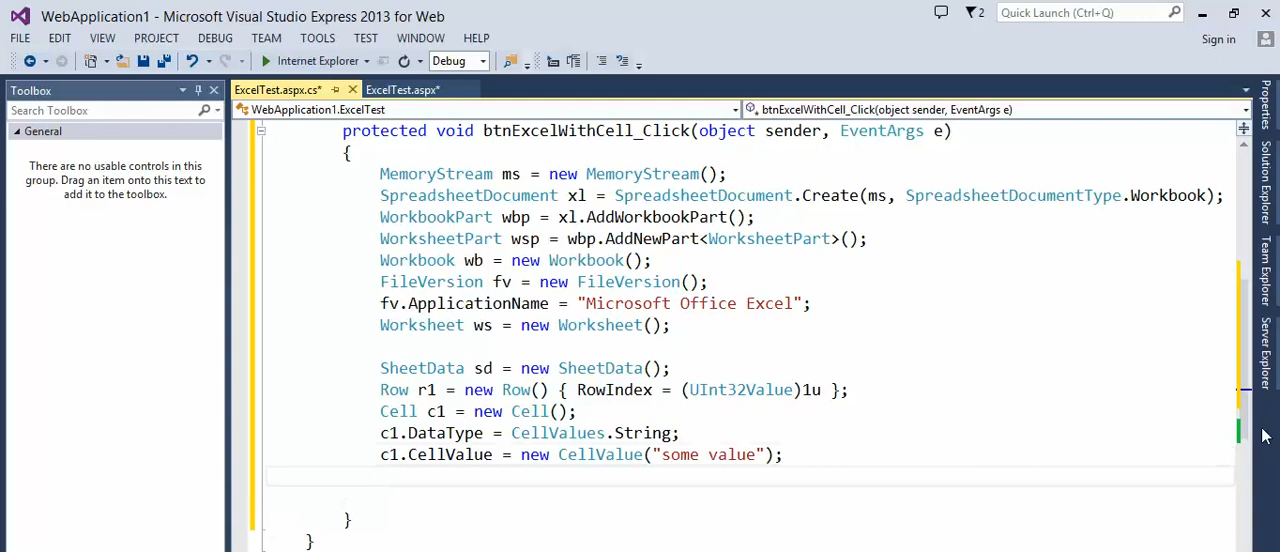 WebApplication1 - Microsoft Visual Studio Express 2013 for Web
2
Quick Launch (Ctrl+Q)
FILE EDIT VIEW PROJECT DEBUG TEAM TOOLS TEST WINDOW HELP
Sign in
Internet Explorer
Debug
Toolbox
ExcelTest.aspx.cs*
ExcelTest.aspx*
Search Toolbox
WebApplication1.ExcelTest
btnExcelWithCell_Click(object sender, EventArgs e)
General
There are no usable controls in this
group. Drag an item onto this text to
add it to the toolbox.
protected void btnExcelWithCell_Click(object sender, EventArgs e)
{
MemoryStream ms = new MemoryStream();
SpreadsheetDocument xl = SpreadsheetDocument.Create(ms, SpreadsheetDocumentType.Workbook);
WorkbookPart wbp = xl.AddWorkbookPart();
WorksheetPart wsp = wbp.AddNewPart<WorksheetPart>();
Workbook wb = new Workbook();
FileVersion fv = new FileVersion();
fv.ApplicationName = "Microsoft Office Excel";
Worksheet ws = new Worksheet();
SheetData sd = new SheetData();
Row r1 = new Row() { RowIndex = (UInt32Value)1u };
Cell c1 = new Cell();
c1.DataType = CellValues.String;
c1.CellValue = new CellValue("some value");
}
}
Properties
Solution Explorer
Team Explorer
Server Explorer